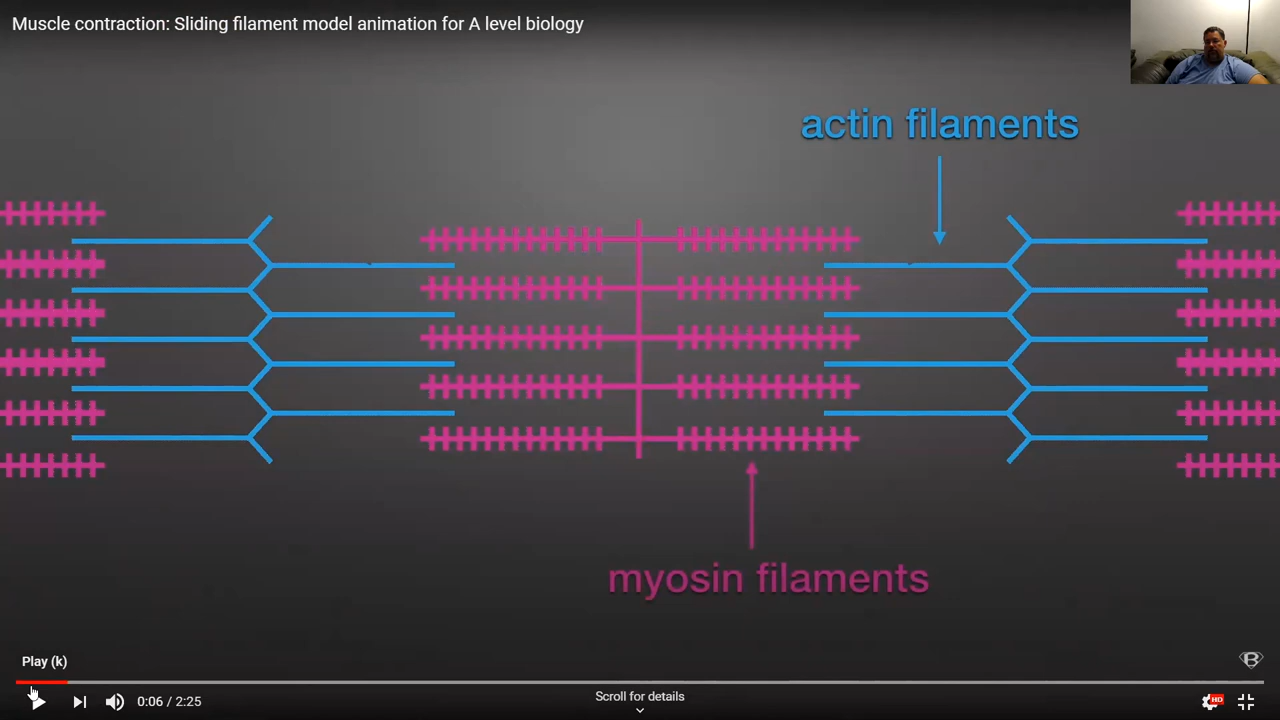 Muscle contraction: Sliding filament model animation for A level biology
actin filaments
myosin filaments
Play (k)
0:06 / 2:25
Scroll for details
HD
B